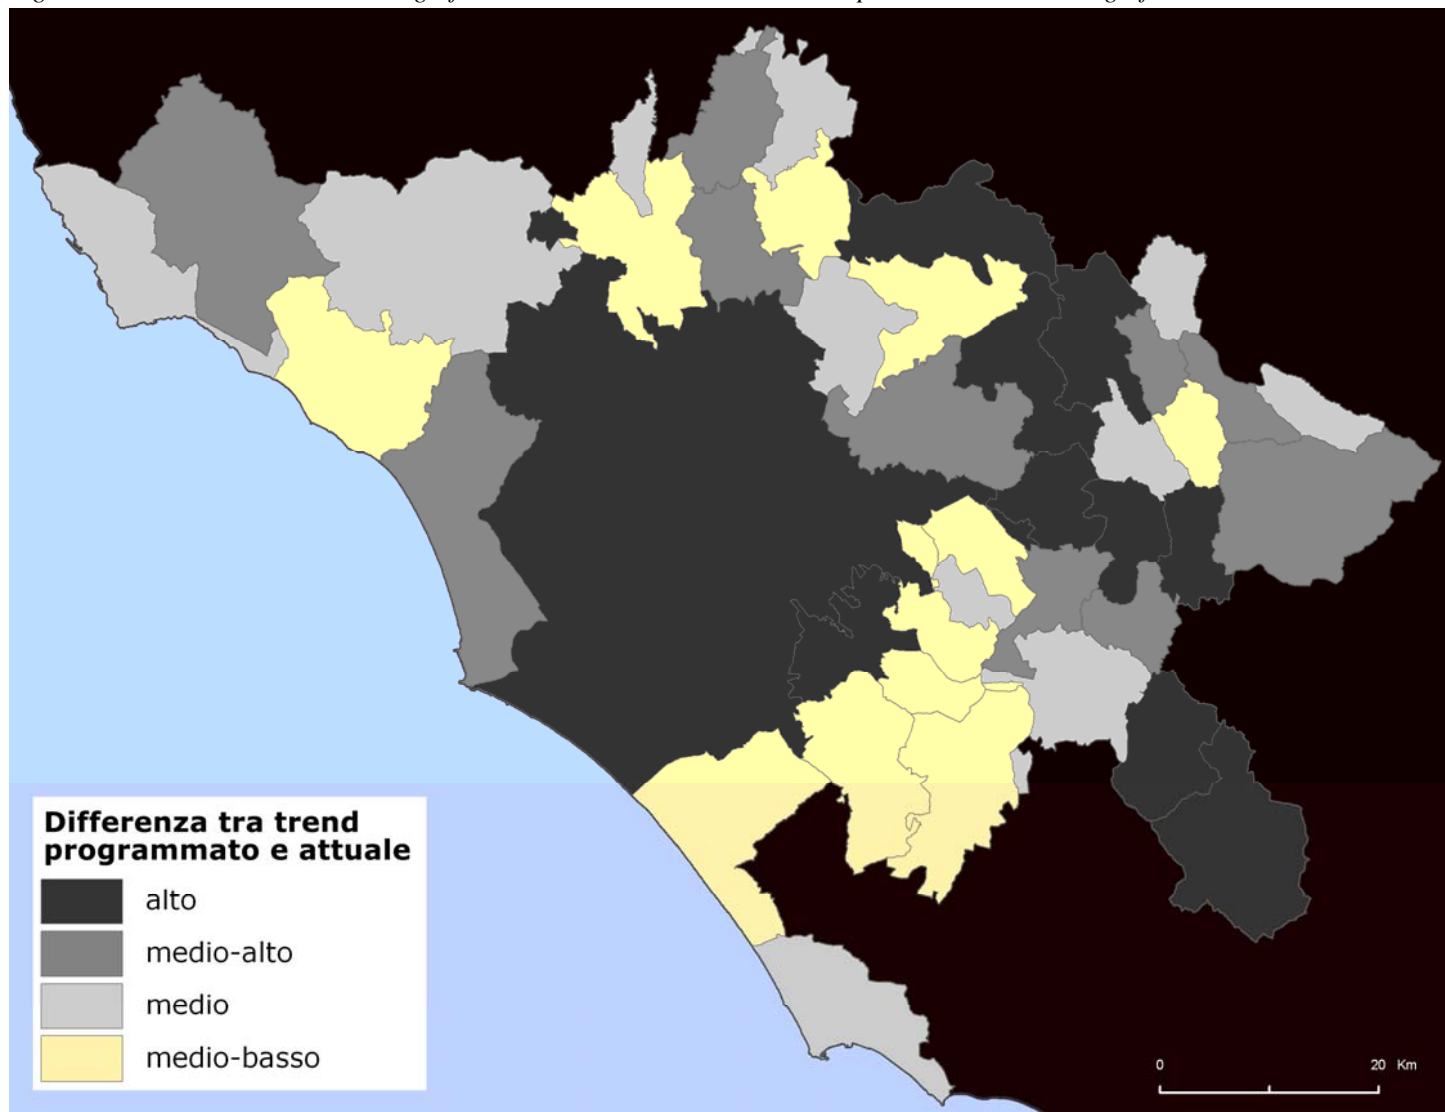 Differenza tra trend
programmato e attuale
alto
medio-alto
medio
medio-basso
0 20 Km